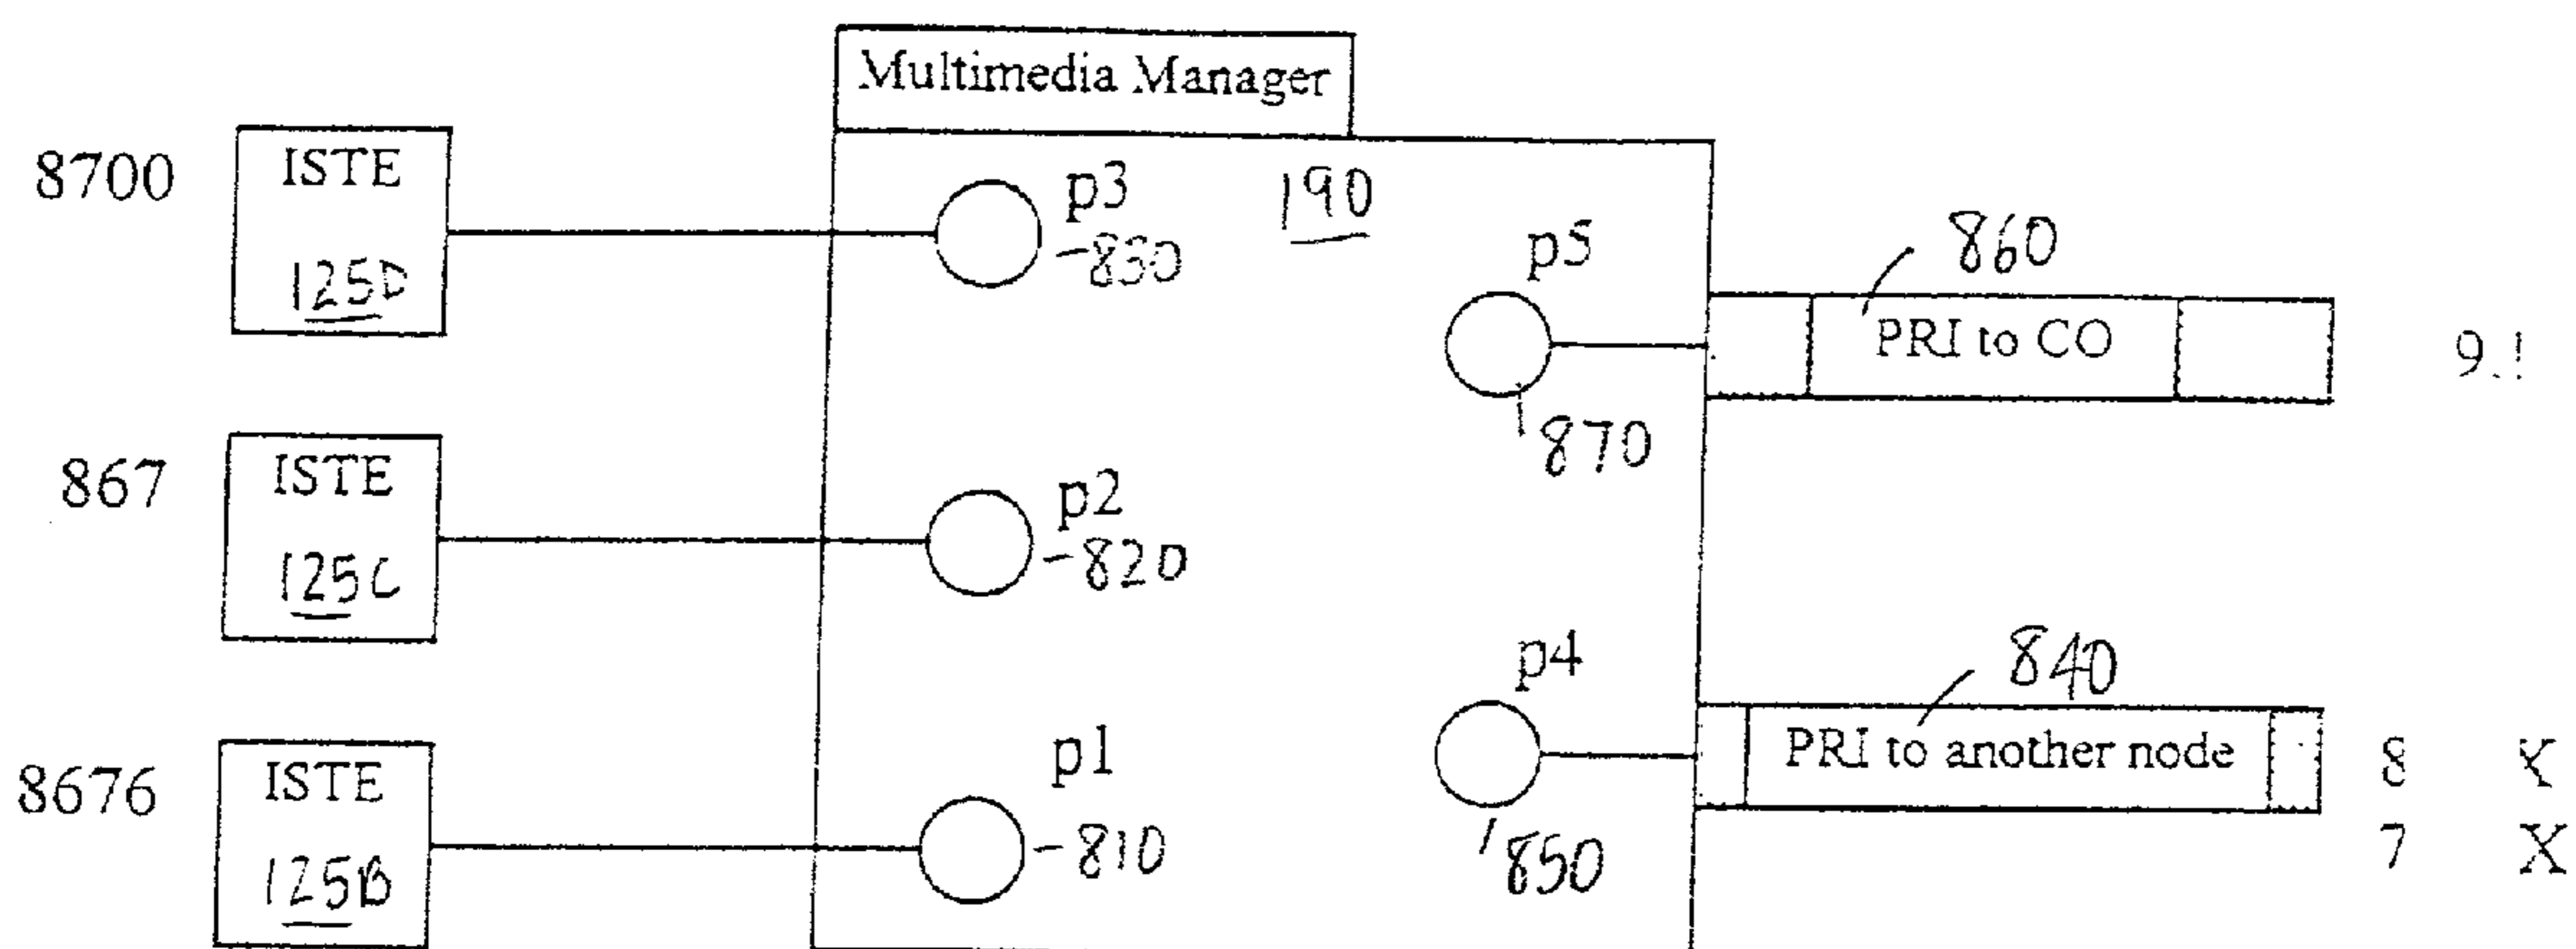 Multimedia Manager
190
8700
ISTE
125D
p3
830
867
ISTE
125C
p2
820
8676
ISTE
125B
p1
810
p5
870
860
PRI to CO
9.!
p4
850
840
PRI to another node
8
7 X